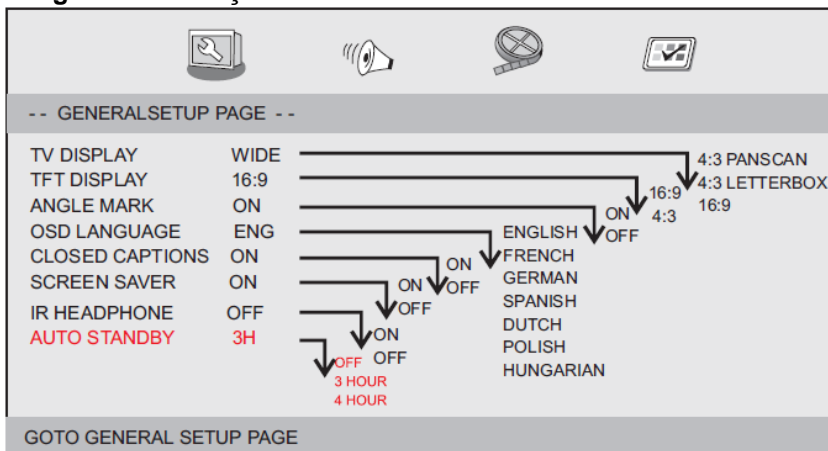 -- GENERALSETUP PAGE --
TV DISPLAY WIDE
4:3 PANSCAN
4:3 LETTERBOX
16:9
TFT DISPLAY 16:9
16:9
4:3
ANGLE MARK ON
ON
OFF
OSD LANGUAGE ENG
ENGLISH
FRENCH
GERMAN
SPANISH
DUTCH
POLISH
HUNGARIAN
CLOSED CAPTIONS ON
ON
OFF
SCREEN SAVER ON
ON
OFF
IR HEADPHONE OFF
ON
OFF
AUTO STANDBY 3H
OFF
3 HOUR
4 HOUR
GOTO GENERAL SETUP PAGE